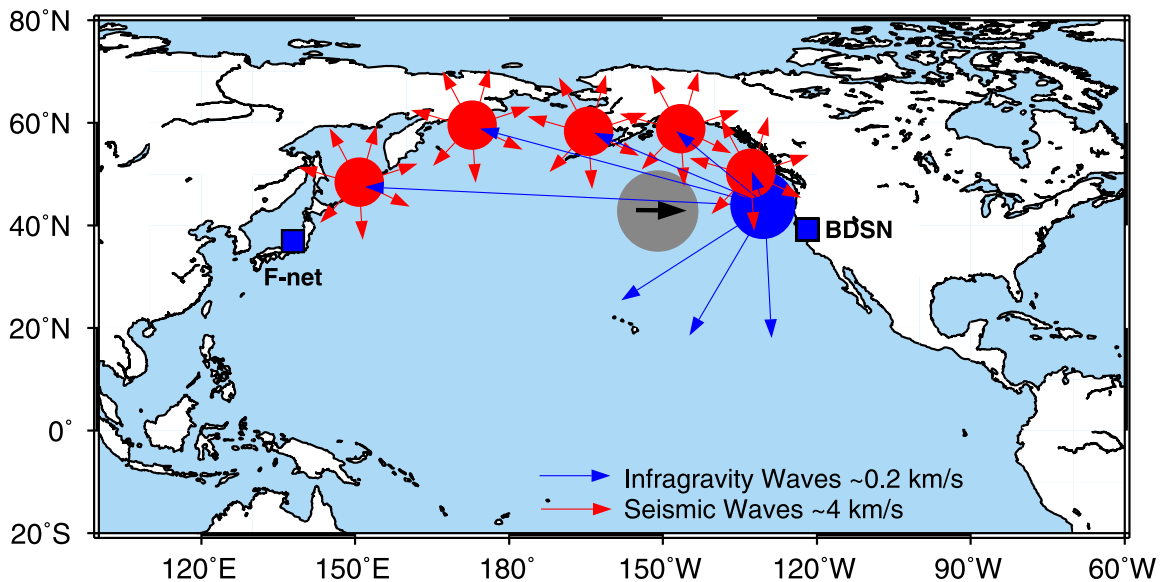 80˚N
60˚N
40˚N
20˚N
0˚
20˚S
120˚E
150˚E
180˚
150˚W
120˚W
90˚W
60˚W
F-net
BDSN
Infragravity Waves ~0.2 km/s
Seismic Waves ~4 km/s